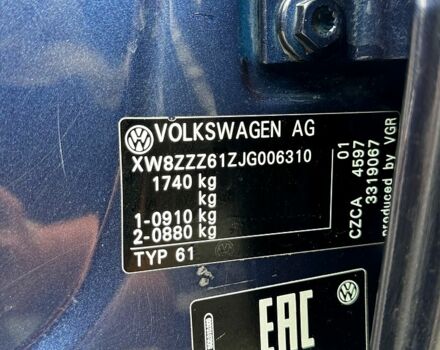 VOLKSWAGEN AG
XW8ZZZ61ZJG006310
1740 kg
kg
1-0910 kg
2-0880 kg
TYP 61
01
CZCA 4597
3319067
produced by VGR
EAC